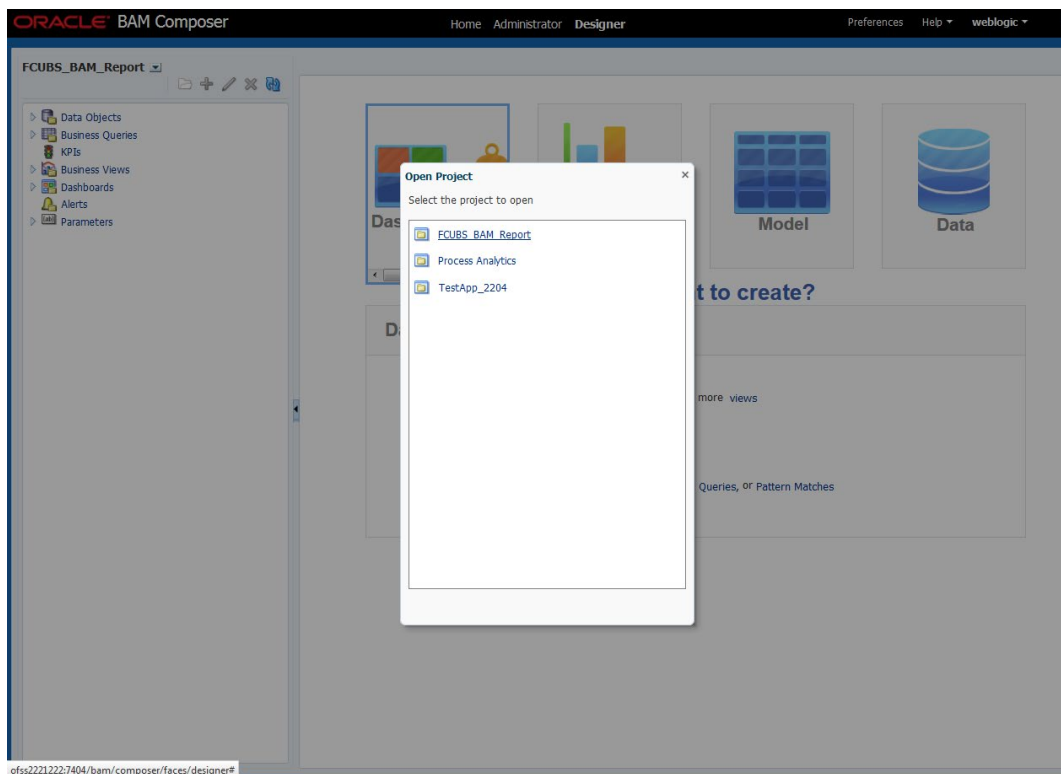 ORACLE BAM Composer
Home Administrator Designer
Preferences Help weblogic
FCUBS_BAM_Report
Data Objects
Business Queries
KPIs
Business Views
Dashboards
Alerts
Parameters
Das
Model
Data
Open Project
Select the project to open
FCUBS_BAM_Report
Process Analytics
TestApp_2204
t to create?
D
more views
Queries, or Pattern Matches
ofss2221222:7404/bam/composer/faces/designer#